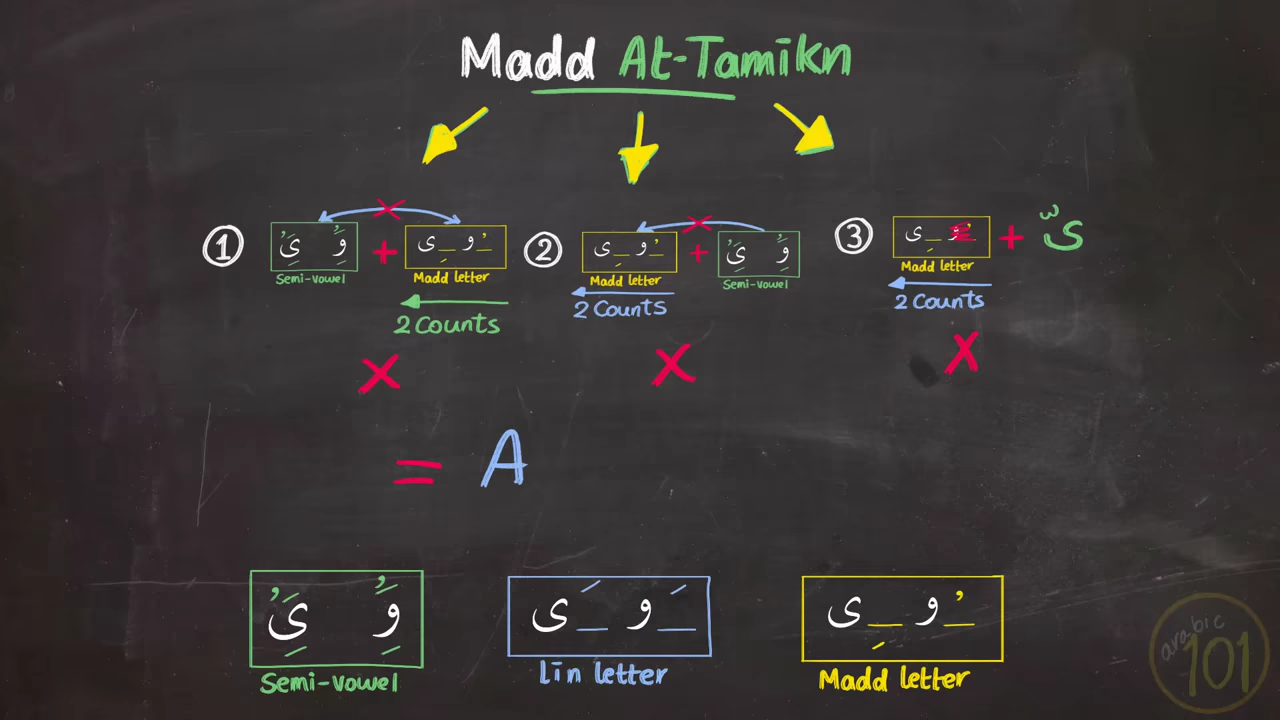 Madd At-Tamikn
1 وَُِ ىَُِ + ـُ و ـِ ى
Semi-vowel Madd letter
2 Counts
X
2 ـُ و ـِ ى + وَُِ ىَُِ
Madd letter Semi-vowel
2 Counts
X
3 ـِ ى + ىّ
Madd letter
2 Counts
X
= A
وَُِ ىَُِ
Semi-vowel
ـَ و ـَ ى
Lin letter
ـُ و ـِ ى
Madd letter
arabic
101